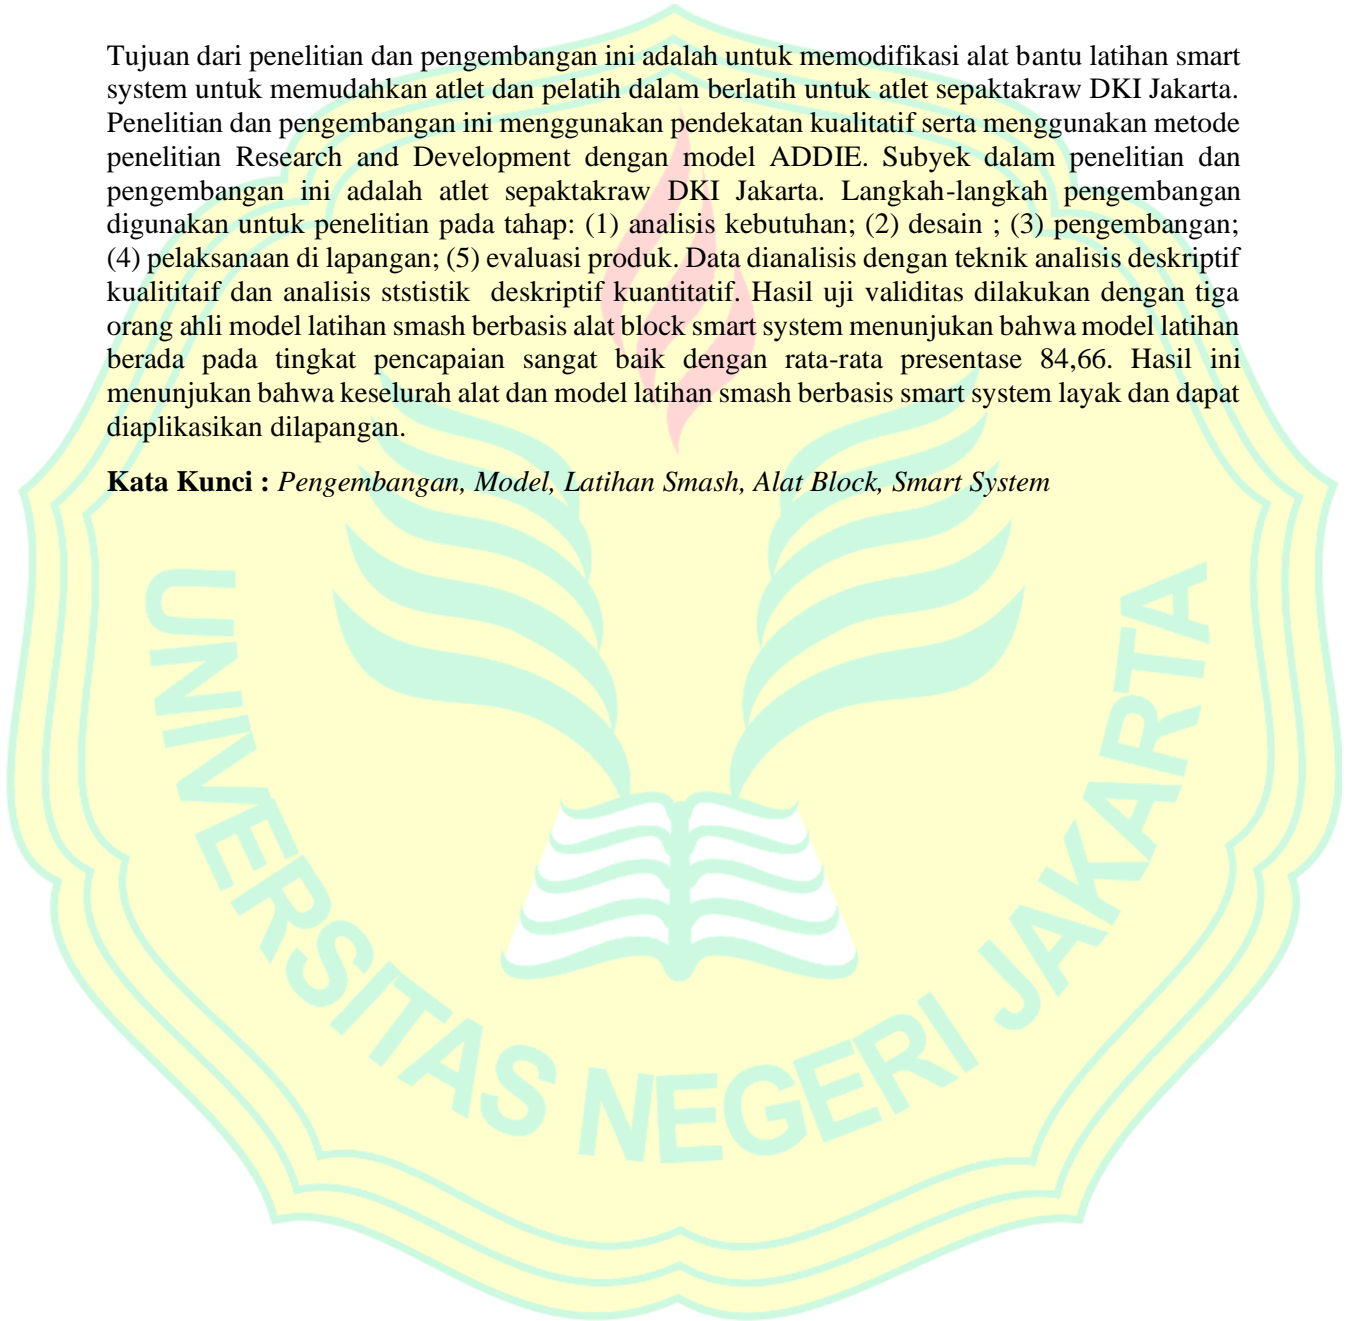 Tujuan dari penelitian dan pengembangan ini adalah untuk memodifikasi alat bantu latihan smart
system untuk memudahkan atlet dan pelatih dalam berlatih untuk atlet sepaktakraw DKI Jakarta.
Penelitian dan pengembangan ini menggunakan pendekatan kualitatif serta menggunakan metode
penelitian Research and Development dengan model ADDIE. Subyek dalam penelitian dan
pengembangan ini adalah atlet sepaktakraw DKI Jakarta. Langkah-langkah pengembangan
digunakan untuk penelitian pada tahap: (1) analisis kebutuhan; (2) desain ; (3) pengembangan;
(4) pelaksanaan di lapangan; (5) evaluasi produk. Data dianalisis dengan teknik analisis deskriptif
kualititaif dan analisis ststistik deskriptif kuantitatif. Hasil uji validitas dilakukan dengan tiga
orang ahli model latihan smash berbasis alat block smart system menunjukan bahwa model latihan
berada pada tingkat pencapaian sangat baik dengan rata-rata presentase 84,66. Hasil ini
menunjukan bahwa keselurah alat dan model latihan smash berbasis smart system layak dan dapat
diaplikasikan dilapangan.
Kata Kunci : Pengembangan, Model, Latihan Smash, Alat Block, Smart System
UNIVERSITAS NEGERI JAKARTA